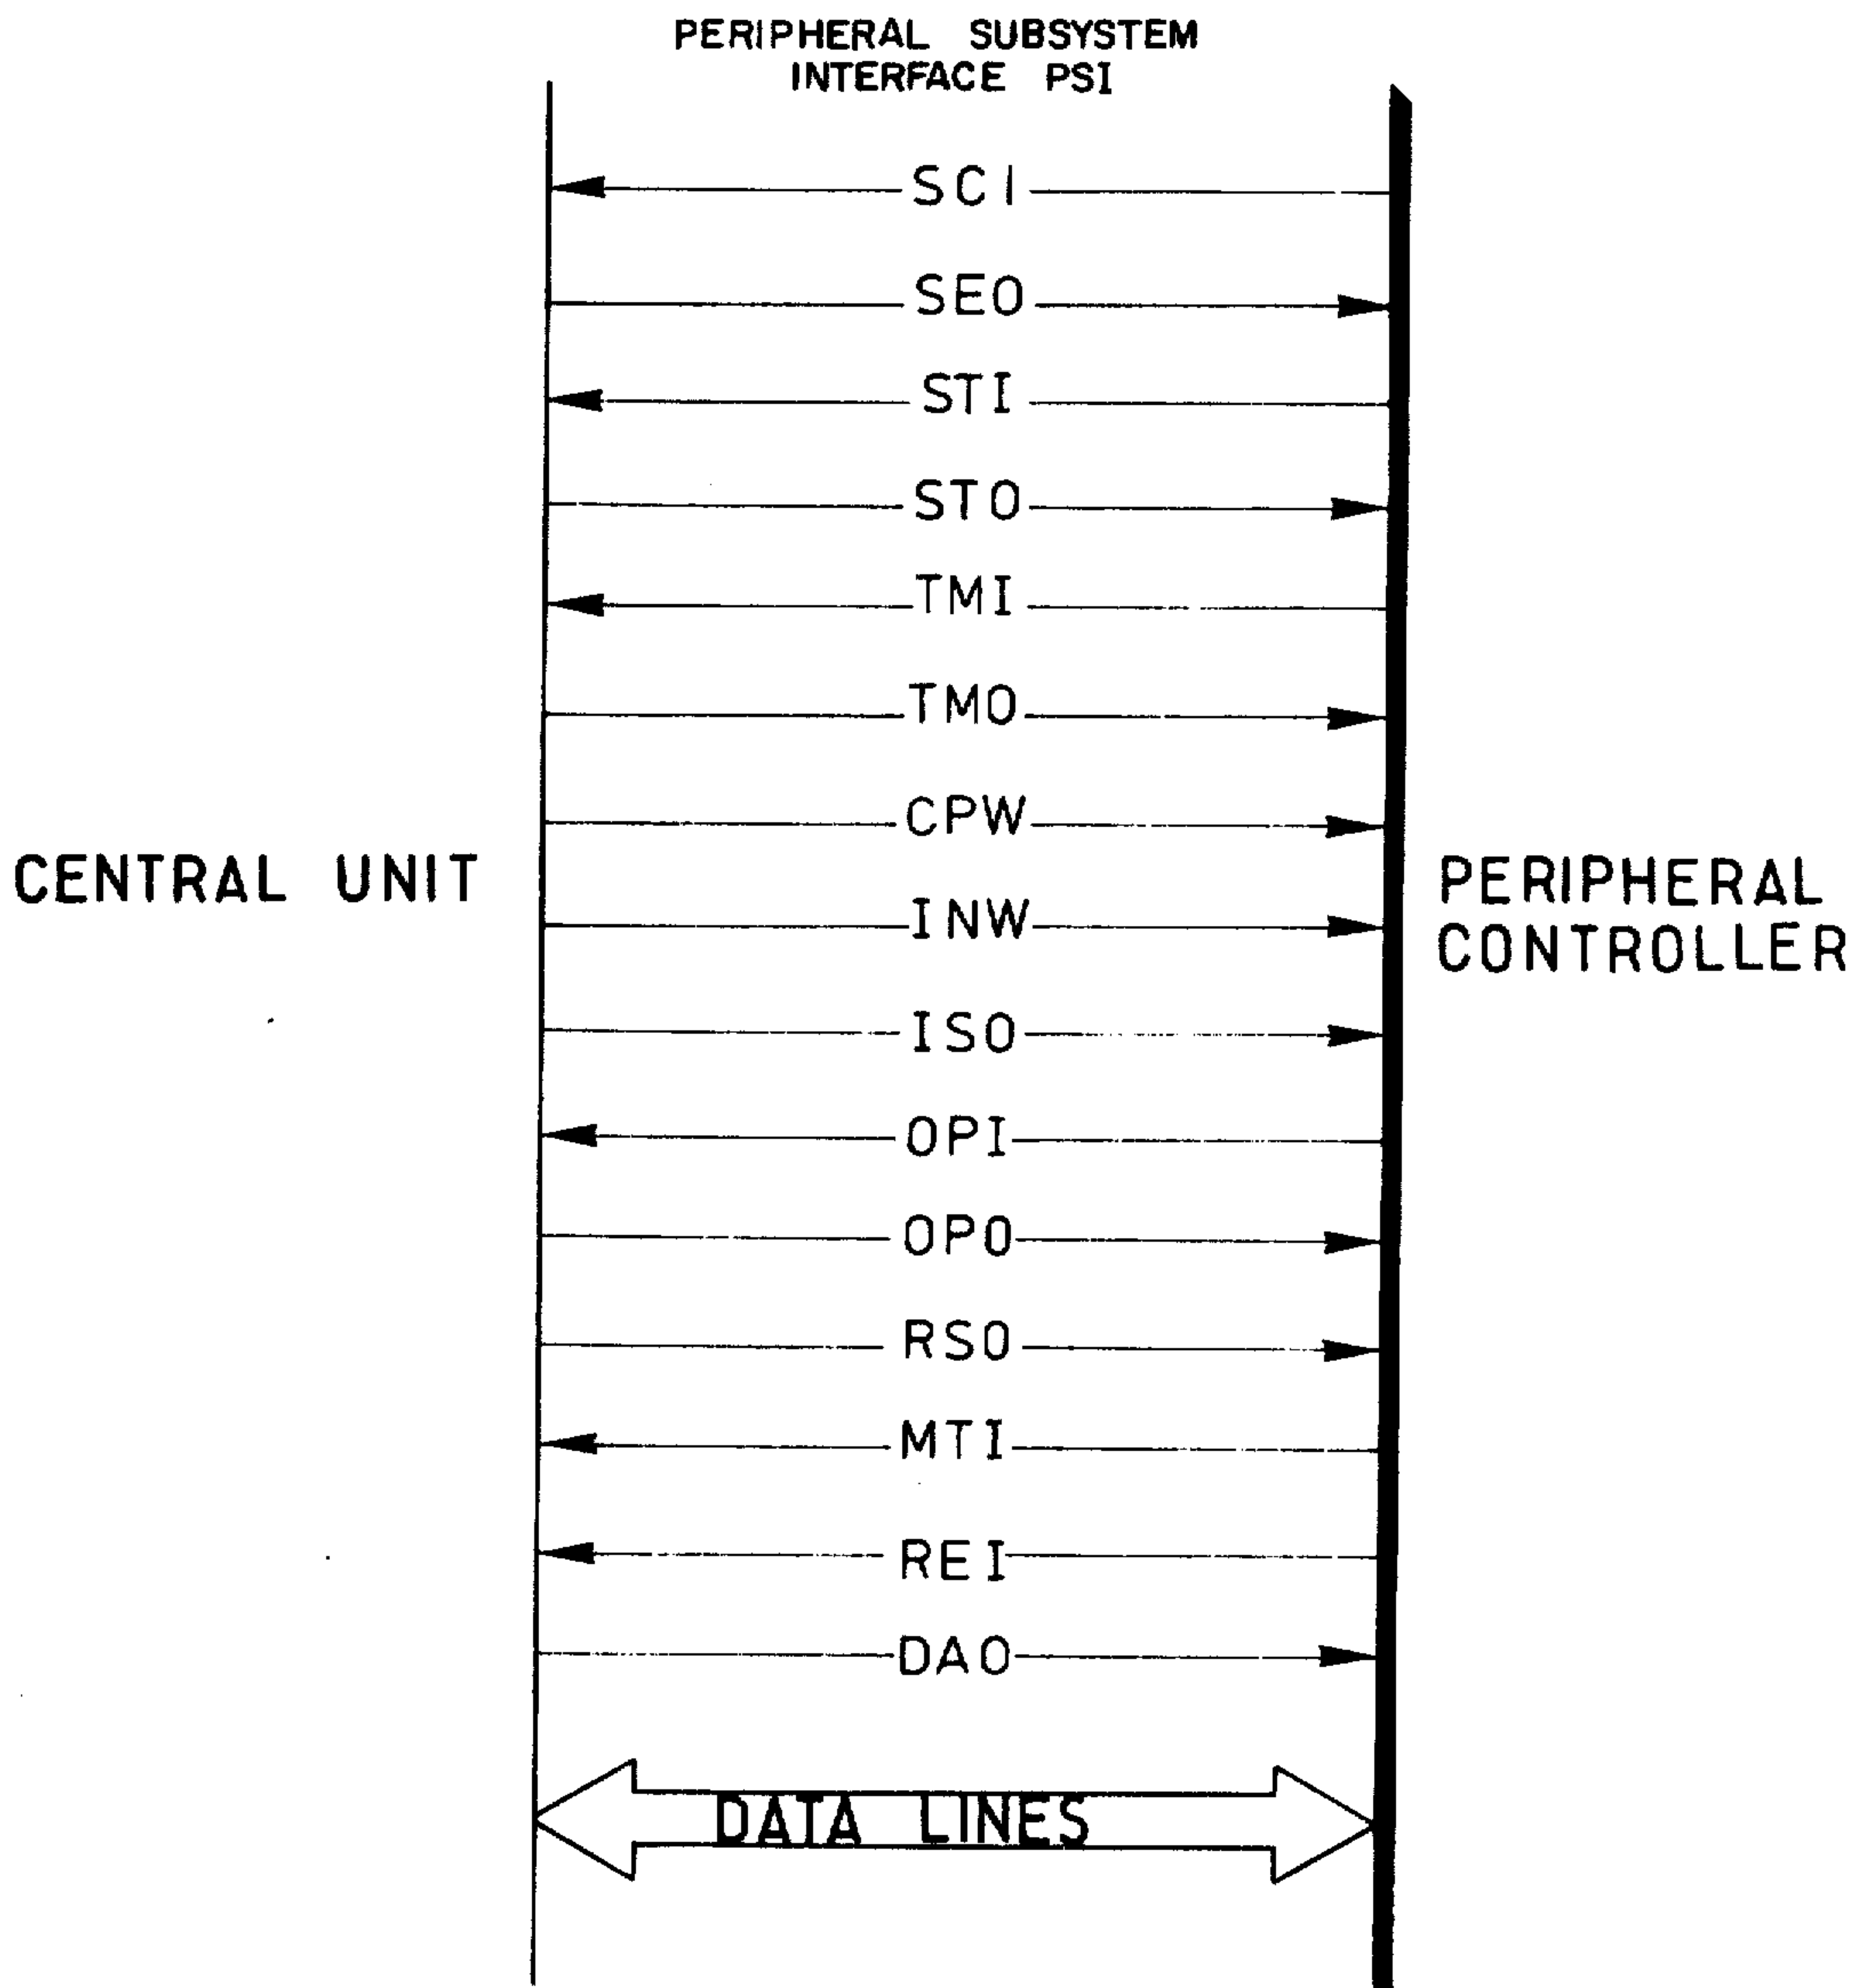 PERIPHERAL SUBSYSTEM
INTERFACE PSI
SCI
SEO
STI
STO
TMI
TMO
CPW
CENTRAL UNIT
PERIPHERAL
CONTROLLER
INW
ISO
OPI
OPO
RSO
MTI
REI
DAO
DATA LINES